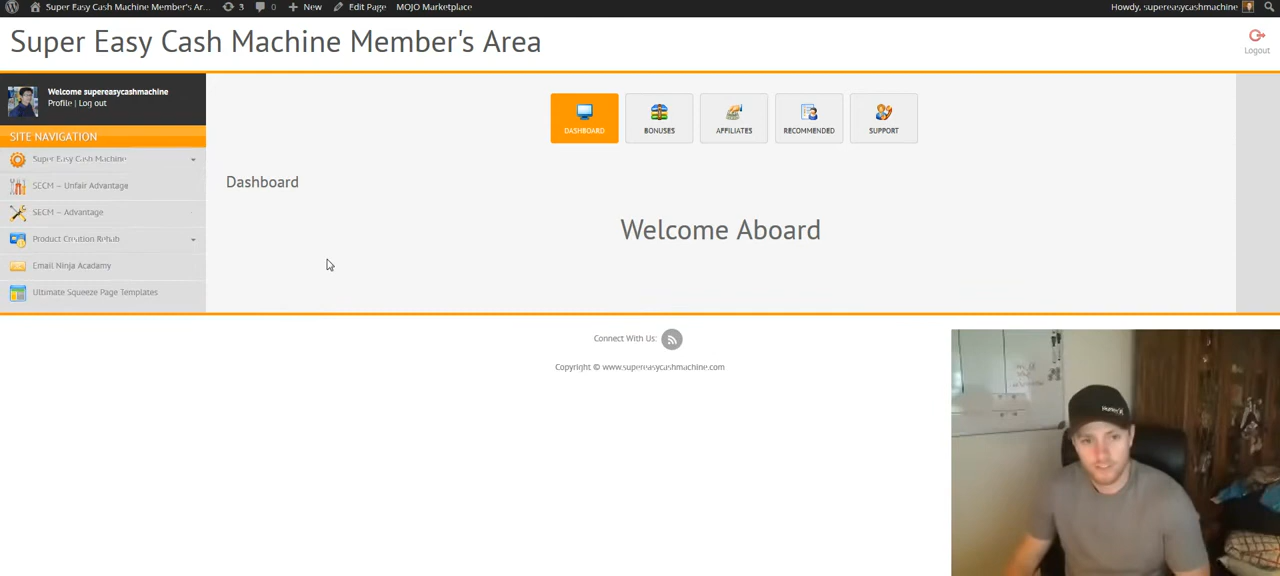 Super Easy Cash Machine Member's Ar... 3 0 New Edit Page MOJO Marketplace Howdy, supereasycashmachine
Super Easy Cash Machine Member's Area
Logout
Welcome supereasycashmachine
Profile | Log out
SITE NAVIGATION
Super Easy Cash Machine
SECM – Unfair Advantage
SECM – Advantage
Product Creation Rehab
Email Ninja Acadamy
Ultimate Squeeze Page Templates
DASHBOARD BONUSES AFFILIATES RECOMMENDED SUPPORT
Dashboard
Welcome Aboard
Connect With Us:
Copyright © www.supereasycashmachine.com